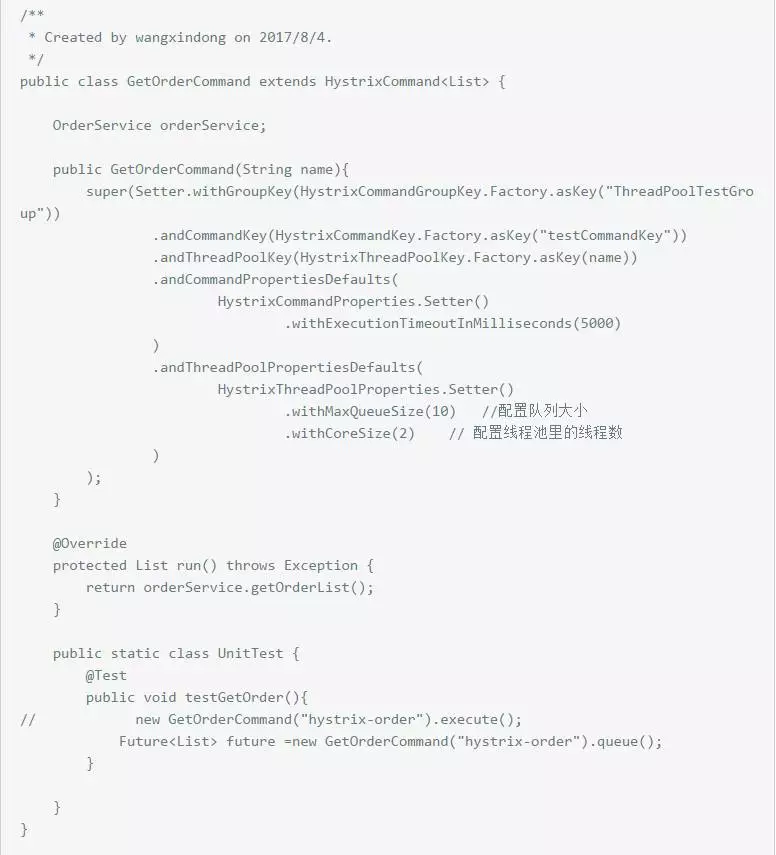 /**
 * Created by wangxindong on 2017/8/4.
 */
public class GetOrderCommand extends HystrixCommand<List> {

    OrderService orderService;

    public GetOrderCommand(String name){
        super(Setter.withGroupKey(HystrixCommandGroupKey.Factory.asKey("ThreadPoolTestGro
up"))
                .andCommandKey(HystrixCommandKey.Factory.asKey("testCommandKey"))
                .andThreadPoolKey(HystrixThreadPoolKey.Factory.asKey(name))
                .andCommandPropertiesDefaults(
                        HystrixCommandProperties.Setter()
                                .withExecutionTimeoutInMilliseconds(5000)
                )
                .andThreadPoolPropertiesDefaults(
                        HystrixThreadPoolProperties.Setter()
                                .withMaxQueueSize(10)   //配置队列大小
                                .withCoreSize(2)    // 配置线程池里的线程数
                )
        );
    }

    @Override
    protected List run() throws Exception {
        return orderService.getOrderList();
    }

    public static class UnitTest {
        @Test
        public void testGetOrder(){
//            new GetOrderCommand("hystrix-order").execute();
            Future<List> future =new GetOrderCommand("hystrix-order").queue();
        }

    }
}